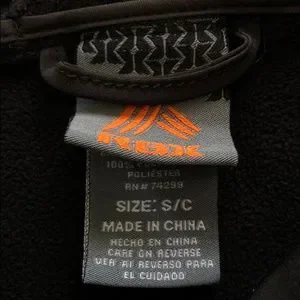 RBX
100%
POLIESTER
RN# 74299
SIZE: S/C
MADE IN CHINA
HECHO EN CHINA
CARE ON REVERSE
VER AL REVERSO PARA
EL CUIDADO